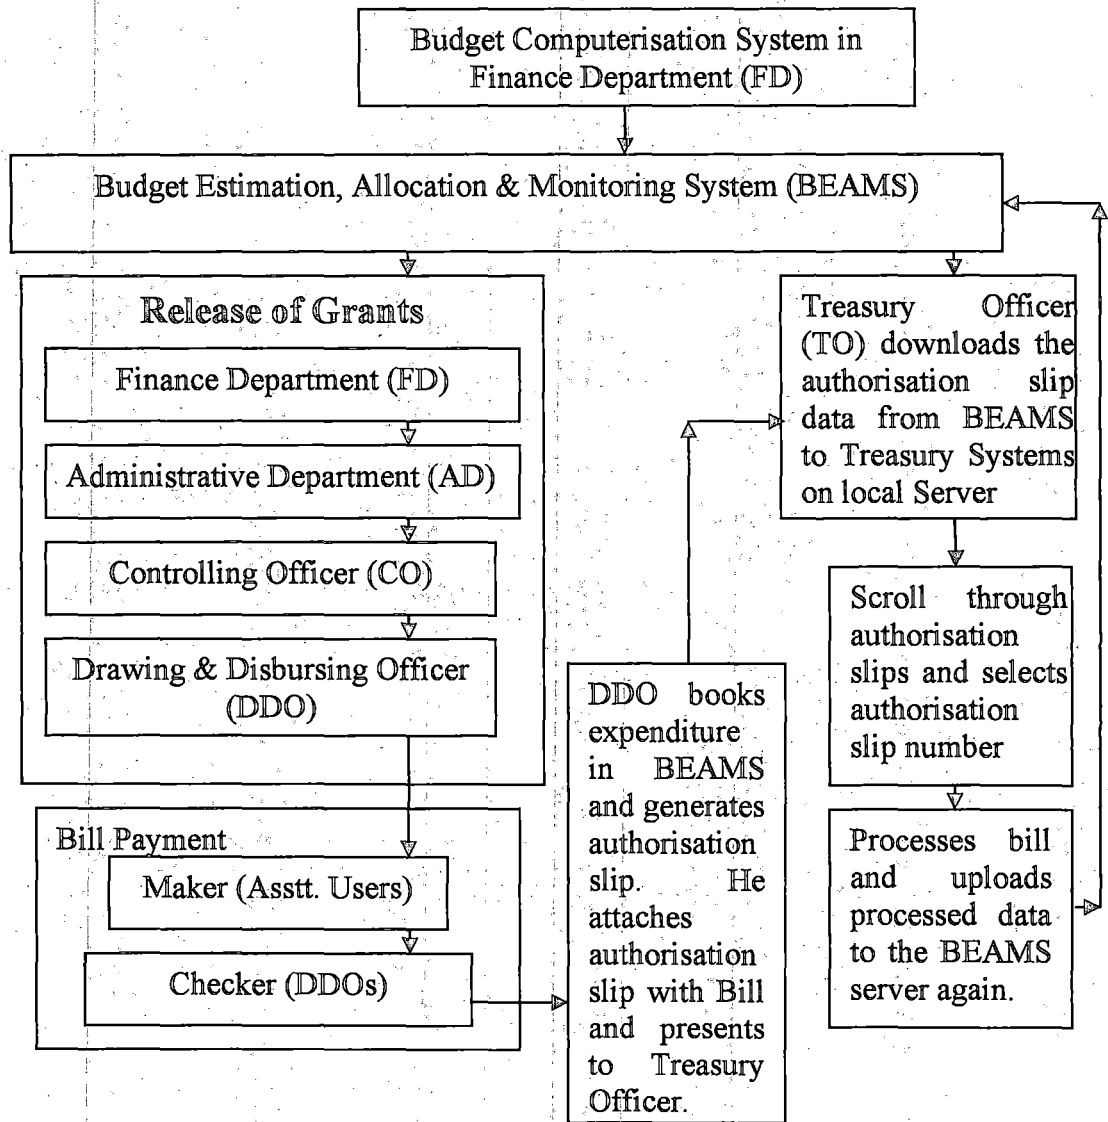 Budget Computerisation System in
Finance Department (FD)
Budget Estimation, Allocation & Monitoring System (BEAMS)
Release of Grants
Finance Department (FD)
Administrative Department (AD)
Controlling Officer (CO)
Drawing & Disbursing Officer
(DDO)
Bill Payment
Maker (Asstt. Users)
Checker (DDOs)
DDO books
expenditure
in BEAMS
and generates
authorisation
slip. He
attaches
authorisation
slip with Bill
and presents
to Treasury
Officer.
Treasury Officer
(TO) downloads the
authorisation slip
data from BEAMS
to Treasury Systems
on local Server
Scroll through
authorisation
slips and selects
authorisation
slip number
Processes bill
and uploads
processed data
to the BEAMS
server again.